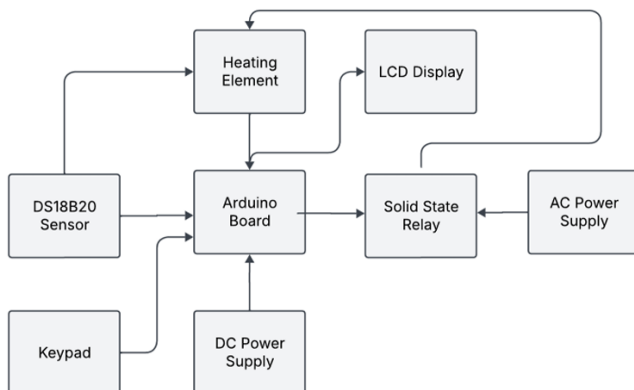 Heating
Element
LCD Display
DS18B20
Sensor
Arduino
Board
Solid State
Relay
AC Power
Supply
Keypad
DC Power
Supply